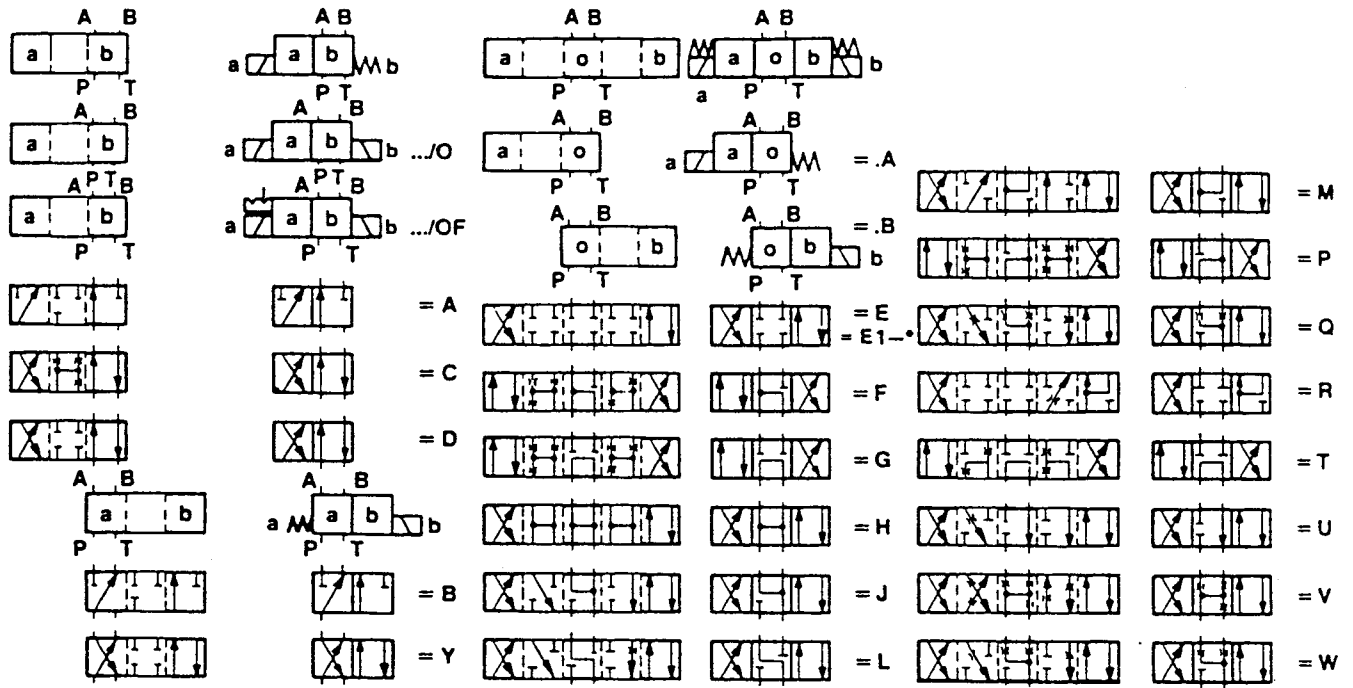 A B A B A B A B
a b a a b b a o b a o b b
P T P T P T a P T
A B A B A B
a b a a b b .../O a o a a o = .A
P T P T P T P T
A B A B A B A B
a b a a b b .../OF o b o b b = .B
P T P T P T P T
= M
= P
= A = E
= E1–* = Q
= C = F = R
= D = G = T
A B A B
a b a a b b = H = U
P T P T
= B = J = V
= Y = L = W